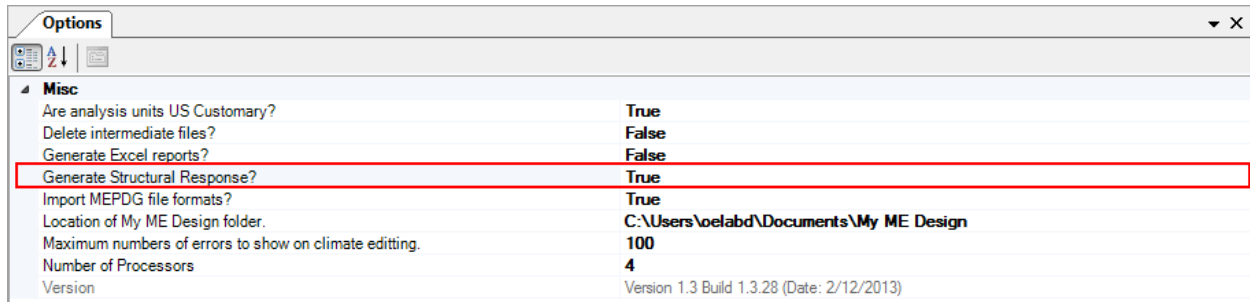 Options
Misc
Are analysis units US Customary? True
Delete intermediate files? False
Generate Excel reports? False
Generate Structural Response? True
Import MEPDG file formats? True
Location of My ME Design folder. C:\Users\oelabd\Documents\My ME Design
Maximum numbers of errors to show on climate editting. 100
Number of Processors 4
Version Version 1.3 Build 1.3.28 (Date: 2/12/2013)